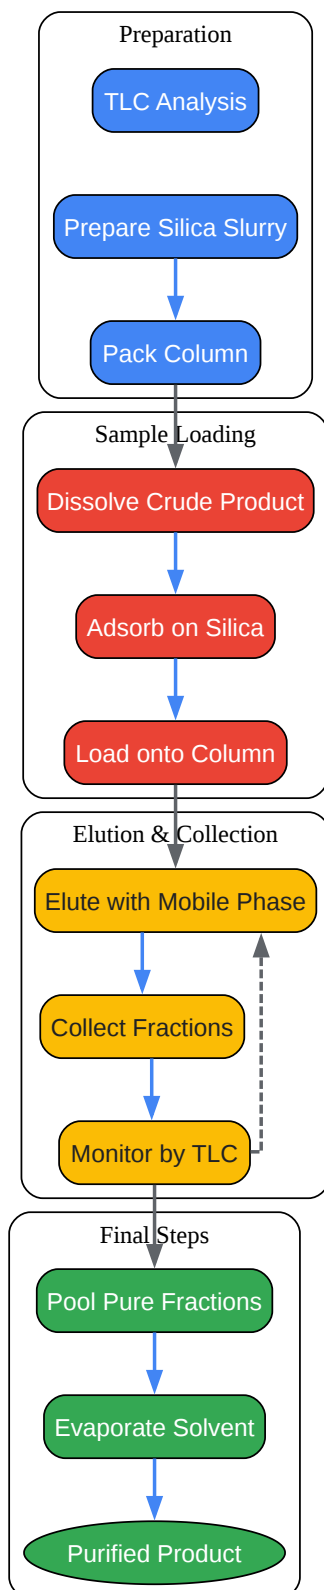 Preparation
TLC Analysis
Prepare Silica Slurry
Pack Column
Sample Loading
Dissolve Crude Product
Adsorb on Silica
Load onto Column
Elution & Collection
Elute with Mobile Phase
Collect Fractions
Monitor by TLC
Final Steps
Pool Pure Fractions
Evaporate Solvent
Purified Product